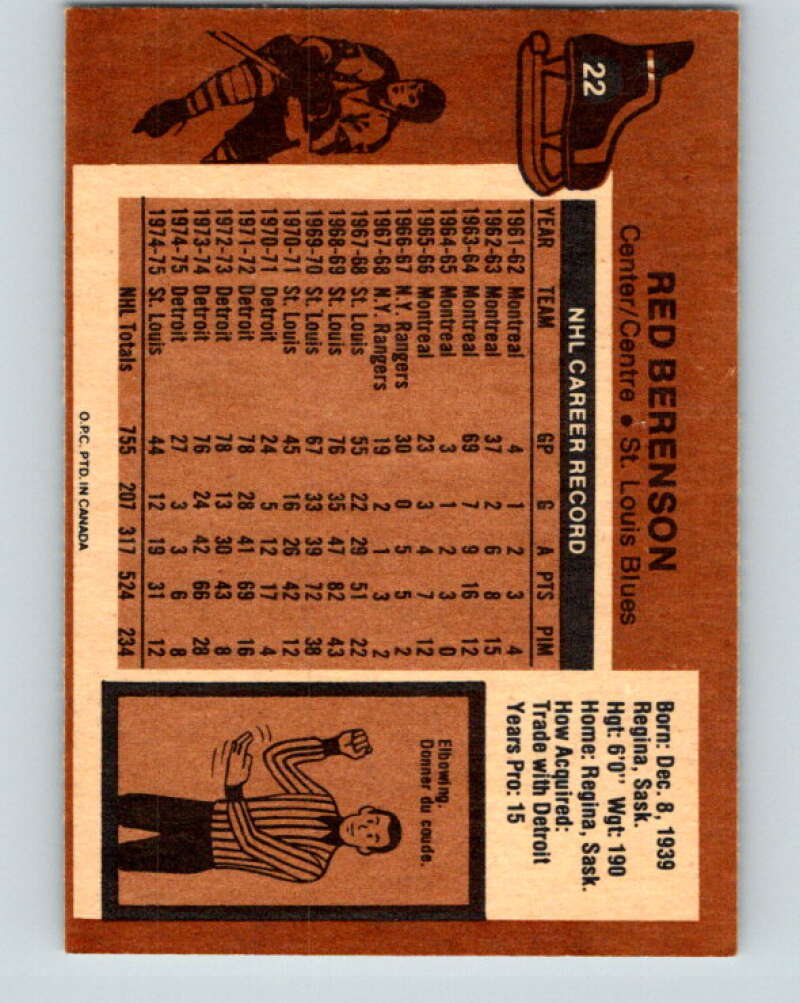 22
RED BERENSON
Center/Centre • St. Louis Blues
NHL CAREER RECORD
YEAR TEAM GP G A PTS PIM
1961-62 Montreal 4 1 2 3 4
1962-63 Montreal 37 2 6 8 15
1963-64 Montreal 69 7 9 16 12
1964-65 Montreal 3 1 2 3 0
1965-66 Montreal 23 3 4 7 12
1966-67 N.Y. Rangers 30 0 5 5 2
1967-68 N.Y. Rangers 19 2 1 3 2
1967-68 St. Louis 55 22 29 51 22
1968-69 St. Louis 76 35 47 82 43
1969-70 St. Louis 67 33 39 72 38
1970-71 St. Louis 45 16 26 42 12
1970-71 Detroit 24 5 12 17 4
1971-72 Detroit 78 28 41 69 16
1972-73 Detroit 78 13 30 43 8
1973-74 Detroit 76 24 42 66 28
1974-75 Detroit 27 3 3 6 8
1974-75 St. Louis 44 12 19 31 12
NHL Totals 755 207 317 524 234
O.P.C. PTD. IN CANADA
Born: Dec. 8, 1939
Regina, Sask.
Hgt: 6'0" Wgt: 190
Home: Regina, Sask.
How Acquired:
Trade with Detroit
Years Pro: 15
Elbowing.
Donner du coude.